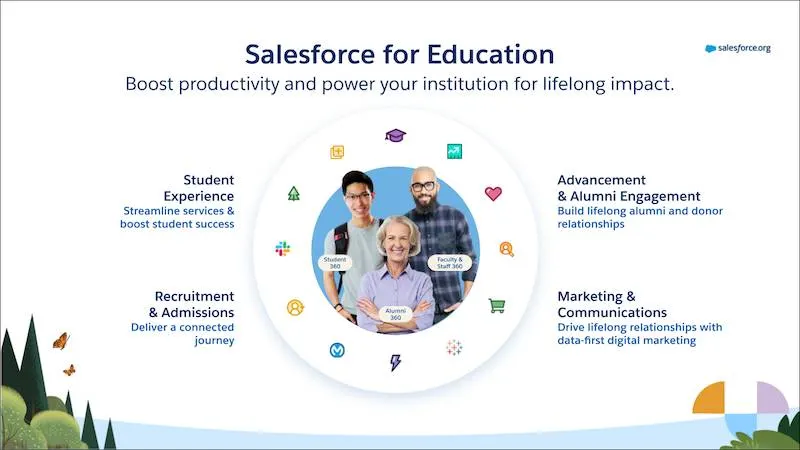 Salesforce for Education
salesforce.org
Boost productivity and power your institution for lifelong impact.
Student
Experience
Streamline services &
boost student success
Recruitment
& Admissions
Deliver a connected
journey
Student
360
Faculty &
Staff 360
Alumni
360
Advancement
& Alumni Engagement
Build lifelong alumni and donor
relationships
Marketing &
Communications
Drive lifelong relationships with
data-first digital marketing